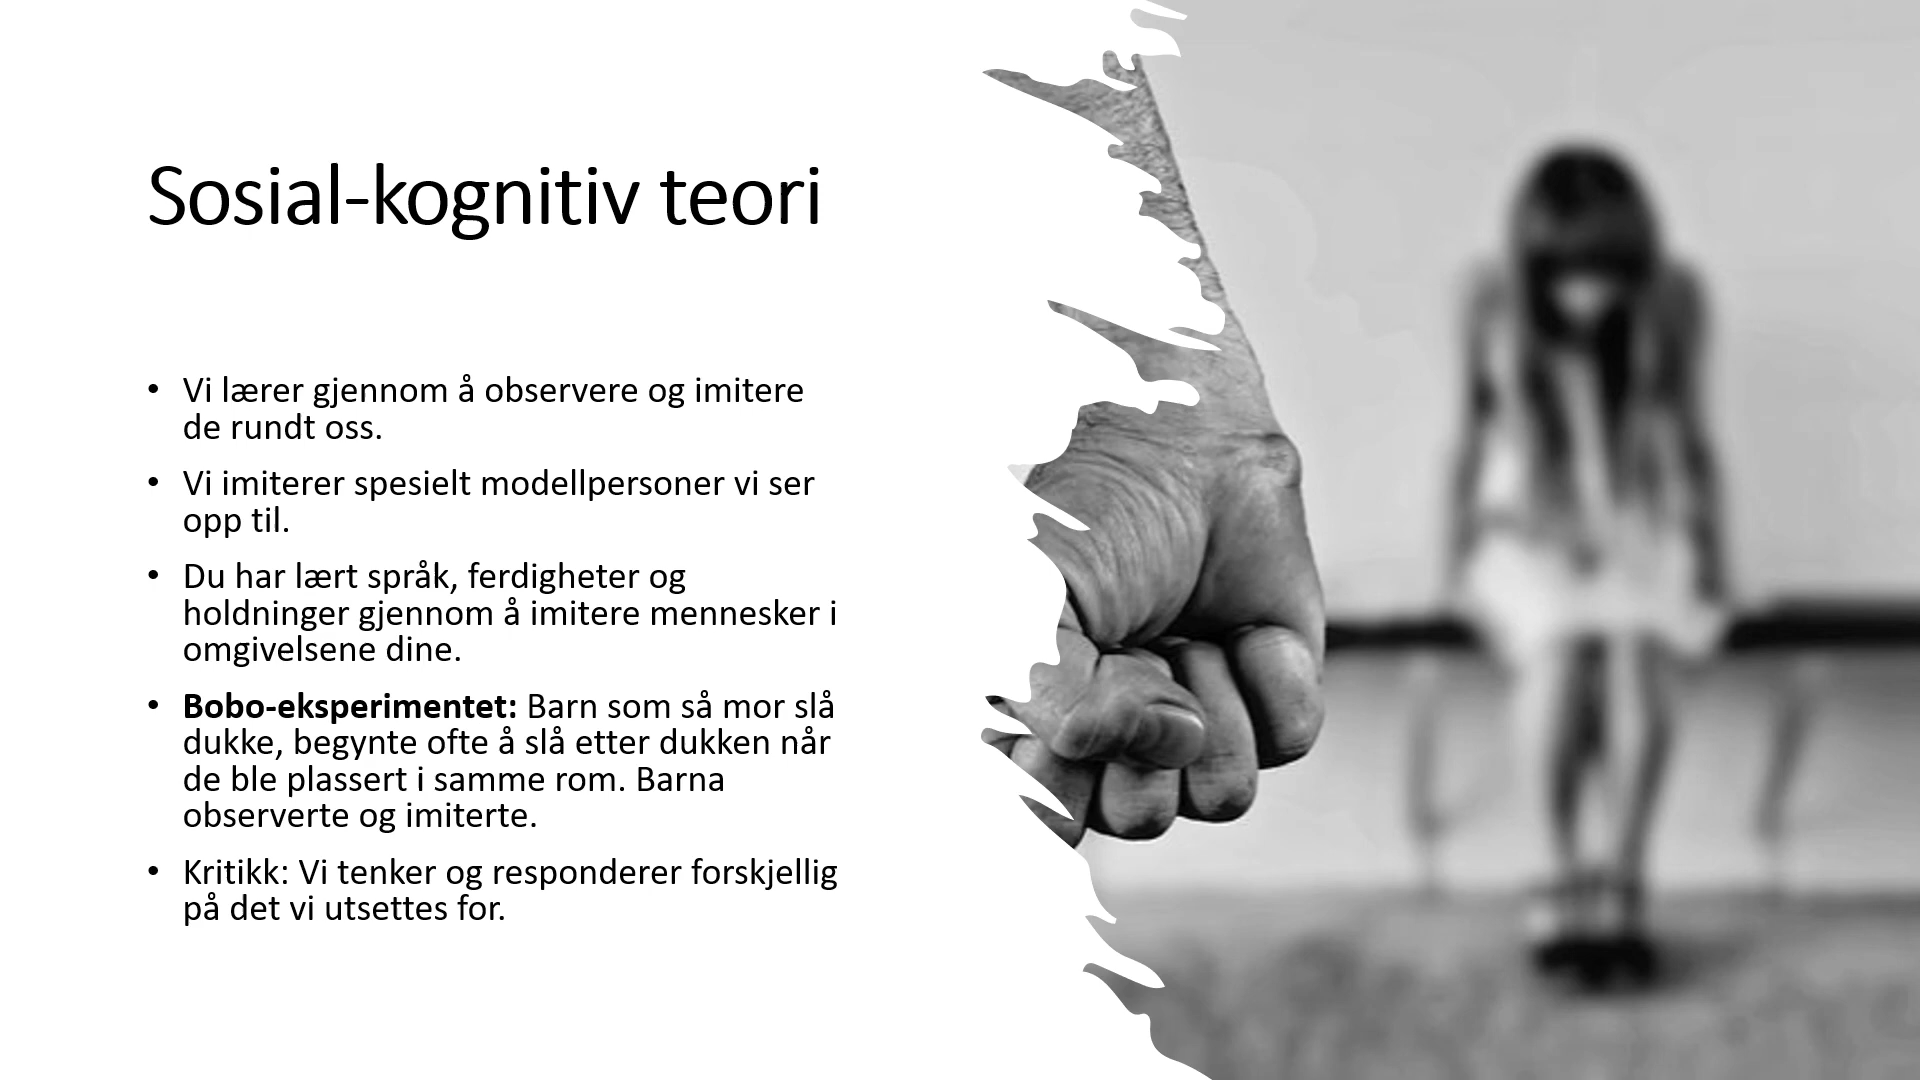 Sosial-kognitiv teori
• Vi lærer gjennom å observere og imitere
de rundt oss.
• Vi imiterer spesielt modellpersoner vi ser
opp til.
• Du har lært språk, ferdigheter og
holdninger gjennom å imitere mennesker i
omgivelsene dine.
• Bobo-eksperimentet: Barn som så mor slå
dukke, begynte ofte å slå etter dukken når
de ble plassert i samme rom. Barna
observerte og imiterte.
• Kritikk: Vi tenker og responderer forskjellig
på det vi utsettes for.